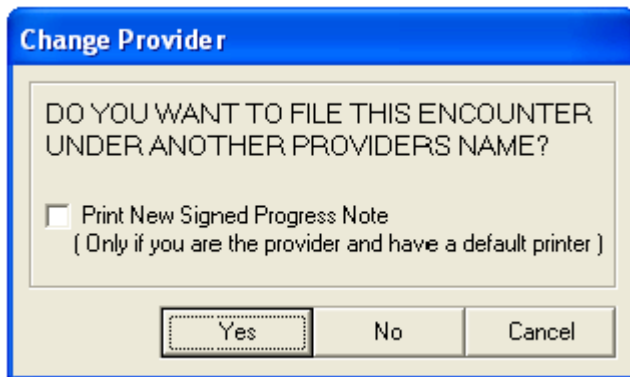 Change Provider
DO YOU WANT TO FILE THIS ENCOUNTER
UNDER ANOTHER PROVIDERS NAME?
Print New Signed Progress Note
( Only if you are the provider and have a default printer )
Yes No Cancel